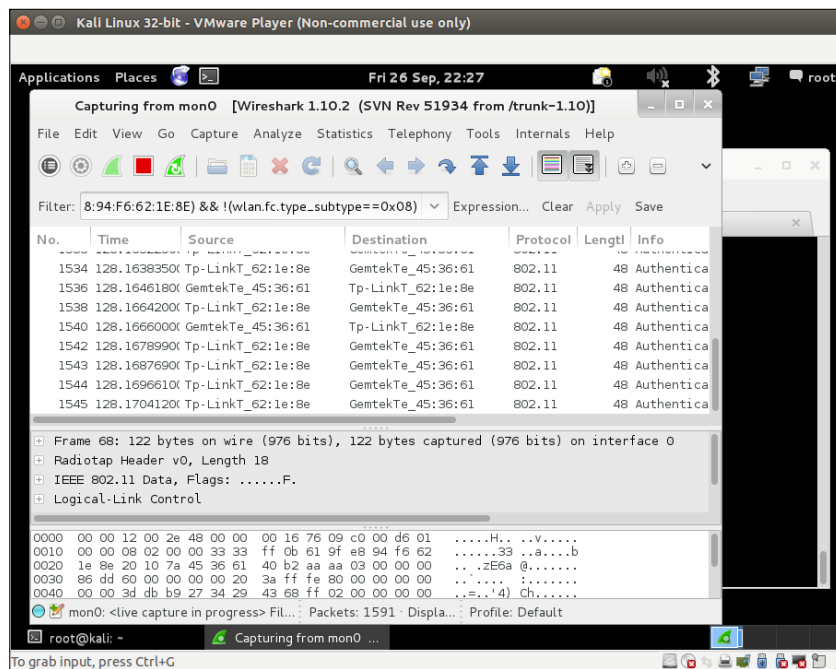 Kali Linux 32-bit - VMware Player (Non-commercial use only)
Applications Places Fri 26 Sep, 22:27 root
Capturing from mon0 [Wireshark 1.10.2 (SVN Rev 51934 from /trunk-1.10)]
File Edit View Go Capture Analyze Statistics Telephony Tools Internals Help
Filter: 8:94:F6:62:1E:8E) && !(wlan.fc.type_subtype==0x08) Expression... Clear Apply Save
No. Time Source Destination Protocol Lengtl Info
1534 128.16383500 Tp-LinkT_62:1e:8e GemtekTe_45:36:61 802.11 48 Authentica
1536 128.16461800 GemtekTe_45:36:61 Tp-LinkT_62:1e:8e 802.11 48 Authentica
1538 128.16642000 Tp-LinkT_62:1e:8e GemtekTe_45:36:61 802.11 48 Authentica
1540 128.16660000 GemtekTe_45:36:61 Tp-LinkT_62:1e:8e 802.11 48 Authentica
1542 128.16789900 Tp-LinkT_62:1e:8e GemtekTe_45:36:61 802.11 48 Authentica
1543 128.16876900 Tp-LinkT_62:1e:8e GemtekTe_45:36:61 802.11 48 Authentica
1544 128.16966100 Tp-LinkT_62:1e:8e GemtekTe_45:36:61 802.11 48 Authentica
1545 128.17041200 Tp-LinkT_62:1e:8e GemtekTe_45:36:61 802.11 48 Authentica
Frame 68: 122 bytes on wire (976 bits), 122 bytes captured (976 bits) on interface 0
Radiotap Header v0, Length 18
IEEE 802.11 Data, Flags: ......F.
Logical-Link Control
0000 00 00 12 00 2e 48 00 00 00 16 76 09 c0 00 d6 01 .....H.. ..v.....
0010 00 00 08 02 00 00 33 33 ff 0b 61 9f e8 94 f6 62 ......33 ..a....b
0020 1e 8e 20 10 7a 45 36 61 40 b2 aa aa 03 00 00 00 .. .zE6a @.......
0030 86 dd 60 00 00 00 00 20 3a ff fe 80 00 00 00 00 ..`.... :.......
0040 00 00 3d db b9 27 34 29 43 68 ff 02 00 00 00 00 ..=..'4) Ch......
mon0: <live capture in progress> Fil... Packets: 1591 · Displa... Profile: Default
root@kali: ~ Capturing from mon0 ...
To grab input, press Ctrl+G